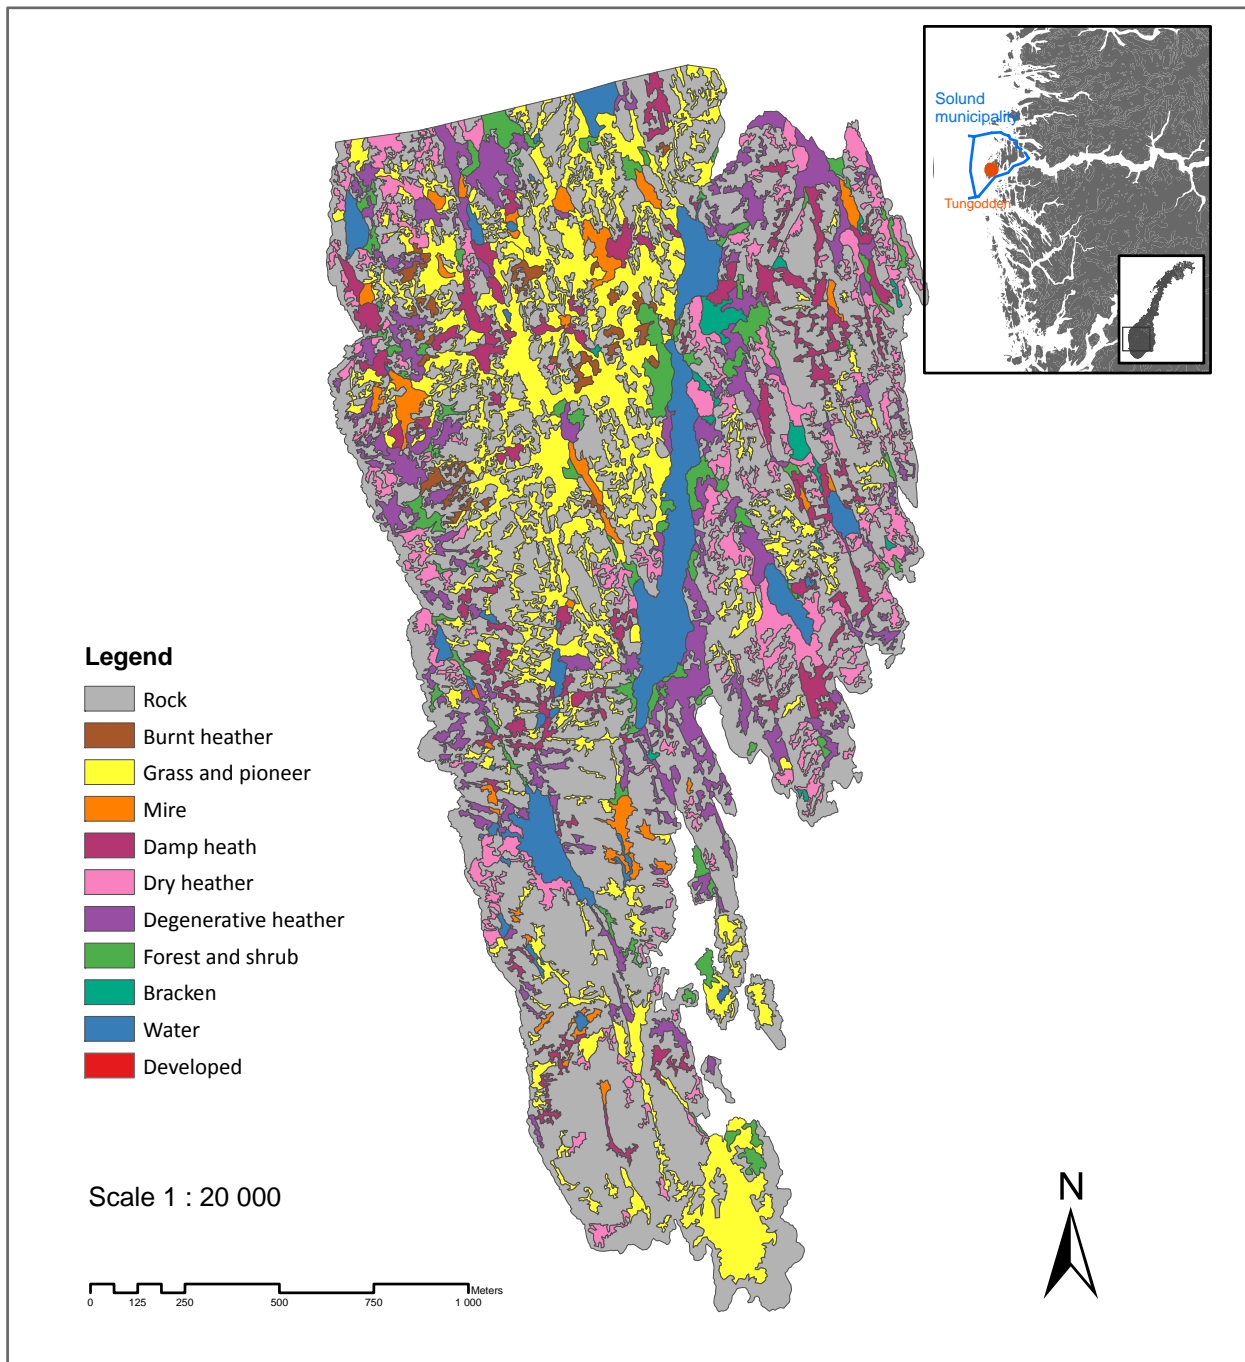 Solund
municipality
Tungodden
Legend
Rock
Burnt heather
Grass and pioneer
Mire
Damp heath
Dry heather
Degenerative heather
Forest and shrub
Bracken
Water
Developed
Scale 1 : 20 000
N
Meters
0 125 250 500 750 1 000